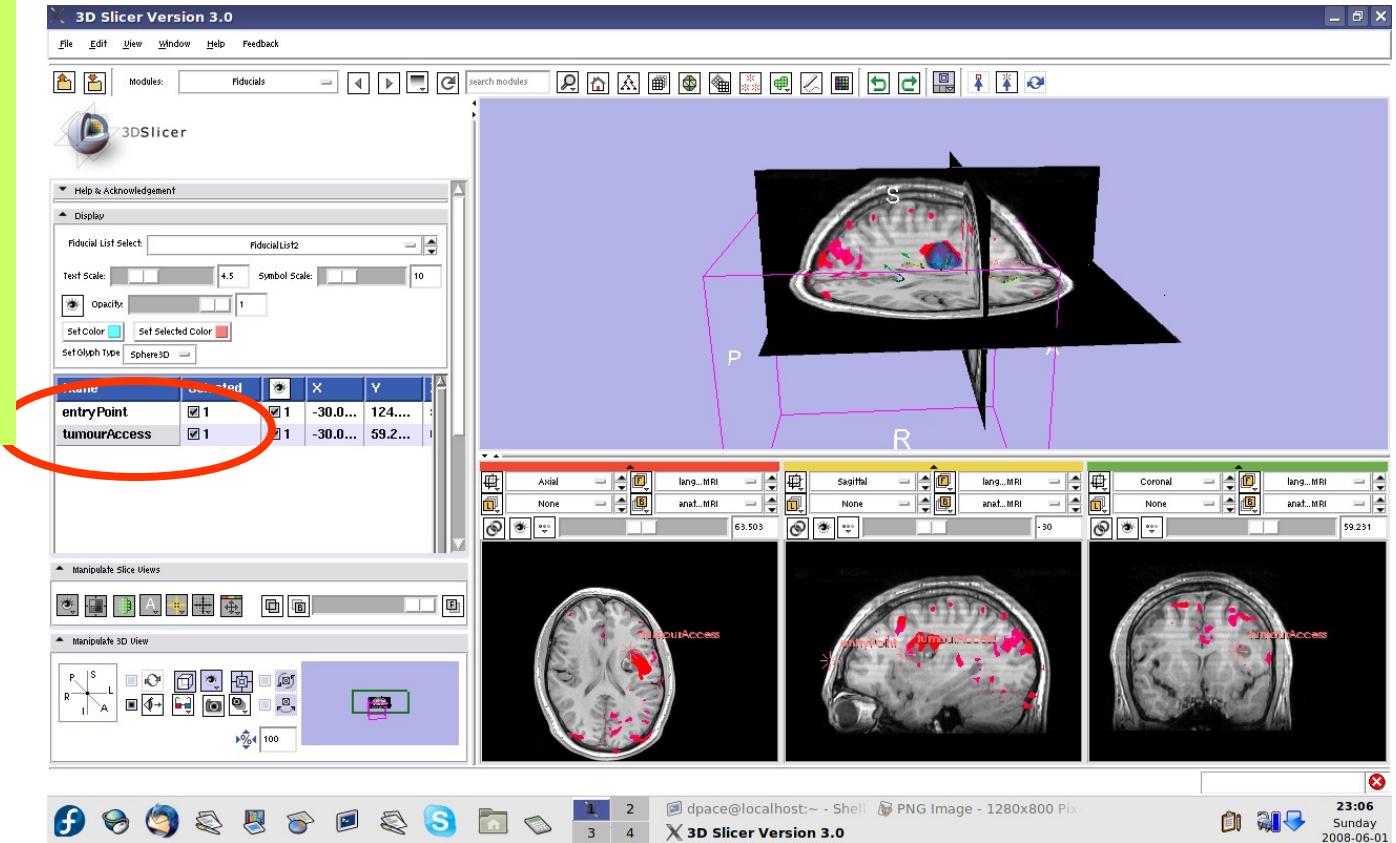 3D Slicer Version 3.0
File Edit View Window Help Feedback
Modules: Fiducials search modules
3DSlicer
Help & Acknowledgement
Display
Fiducial List Select: FiducialList2
Text Scale: 4.5 Symbol Scale: 10
Opacity: 1
Set Color Set Selected Color
Set Glyph Type Sphere3D
Name Selected X Y
entryPoint 1 1 -30.0... 124....
tumourAccess 1 1 -30.0... 59.2...
Manipulate Slice Views
Manipulate 3D View
P S
R L
I A
100
S
P A
R
Axial lang...MRI
None anat...MRI
63.503
tumourAccess
Sagittal lang...MRI
None anat...MRI
-30
entryPoint tumourAccess
Coronal lang...MRI
None anat...MRI
59.231
tumourAccess
1 2
3 4
dpace@localhost:~ - Shell PNG Image - 1280x800 Pix
3D Slicer Version 3.0
23:06
Sunday
2008-06-01